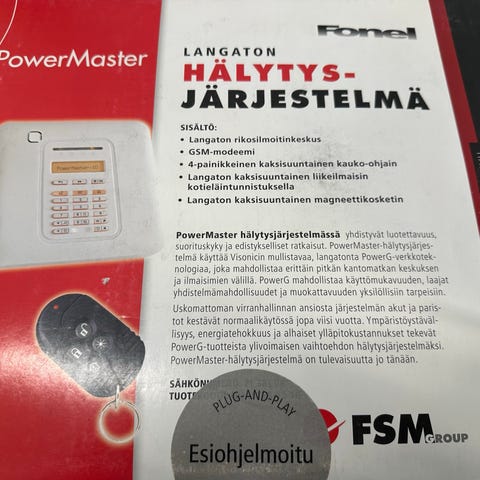 Fonel
PowerMaster
LANGATON
HÄLYTYS-
JÄRJESTELMÄ
SISÄLTÖ:
• Langaton rikosilmoitinkeskus
• GSM-modeemi
• 4-painikkeinen kaksisuuntainen kauko-ohjain
• Langaton kaksisuuntainen liikeilmaisin
kotieläintunnistuksella
• Langaton kaksisuuntainen magneettikosketin
PowerMaster-10
PowerMaster hälytysjärjestelmässä yhdistyvät luotettavuus,
suorituskyky ja edistykselliset ratkaisut. PowerMaster-hälytysjärjes-
telmä käyttää Visonicin mullistavaa, langatonta PowerG-verkkotek-
nologiaa, joka mahdollistaa erittäin pitkän kantomatkan keskuksen
ja ilmaisimien välillä. PowerG mahdollistaa käyttömukavuuden, laajat
yhdistelmämahdollisuudet ja muokattavuuden yksilöllisiin tarpeisiin.
Uskomattoman virranhallinnan ansiosta järjestelmän akut ja paris-
tot kestävät normaalikäytössä jopa viisi vuotta. Ympäristöystäväl-
lisyys, energiatehokkuus ja alhaiset ylläpitokustannukset tekevät
PowerG-tuotteista ylivoimaisen vaihtoehdon hälytysjärjestelmäksi.
PowerMaster-hälytysjärjestelmä on tulevaisuutta jo tänään.
PLUG-AND-PLAY
Esiohjelmoitu
FSM GROUP